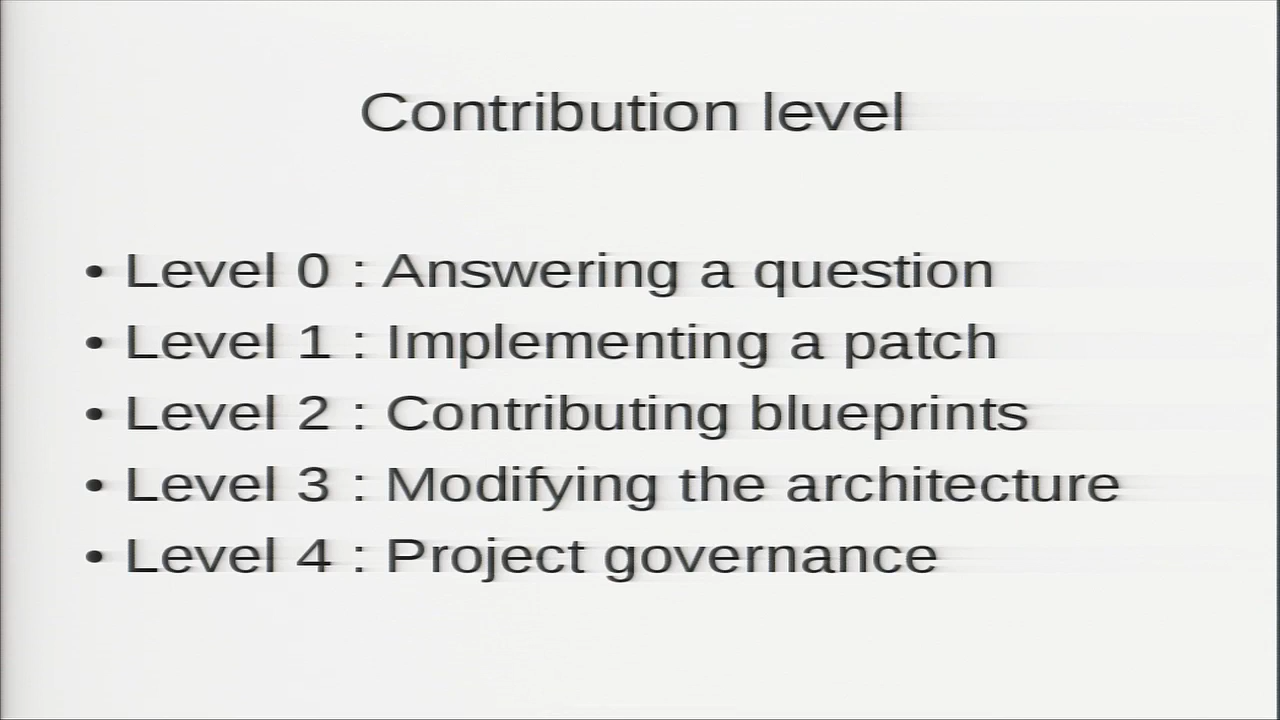 Contribution level
• Level 0 : Answering a question
• Level 1 : Implementing a patch
• Level 2 : Contributing blueprints
• Level 3 : Modifying the architecture
• Level 4 : Project governance